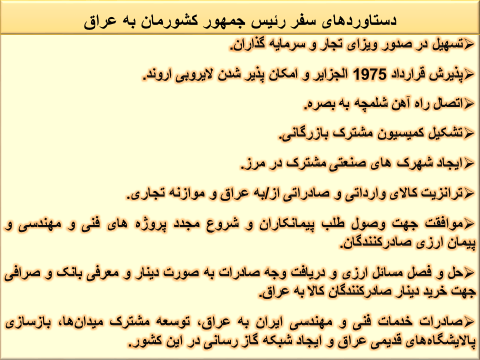 دستاوردهای سفر رئیس جمهور کشورمان به عراق
➢تسهیل در صدور ویزای تجار و سرمایه گذاران.
➢پذیرش قرارداد 1975 الجزایر و امکان پذیر شدن لایروبی اروند.
➢اتصال راه آهن شلمچه به بصره.
➢تشکیل کمیسیون مشترک بازرگانی.
➢ایجاد شهرک های صنعتی مشترک در مرز.
➢ترانزیت کالای وارداتی و صادراتی از/به عراق و موازنه تجاری.
➢موافقت جهت وصول طلب پیمانکاران و شروع مجدد پروژه های فنی و مهندسی و
پیمان ارزی صادرکنندگان.
➢حل و فصل مسائل ارزی و دریافت وجه صادرات به صورت دینار و معرفی بانک و صرافی
جهت خرید دینار صادرکنندگان کالا به عراق.
➢صادرات خدمات فنی و مهندسی ایران به عراق، توسعه مشترک میدان‌ها، بازسازی
پالایشگاه‌های قدیمی عراق و ایجاد شبکه گاز رسانی در این کشور.